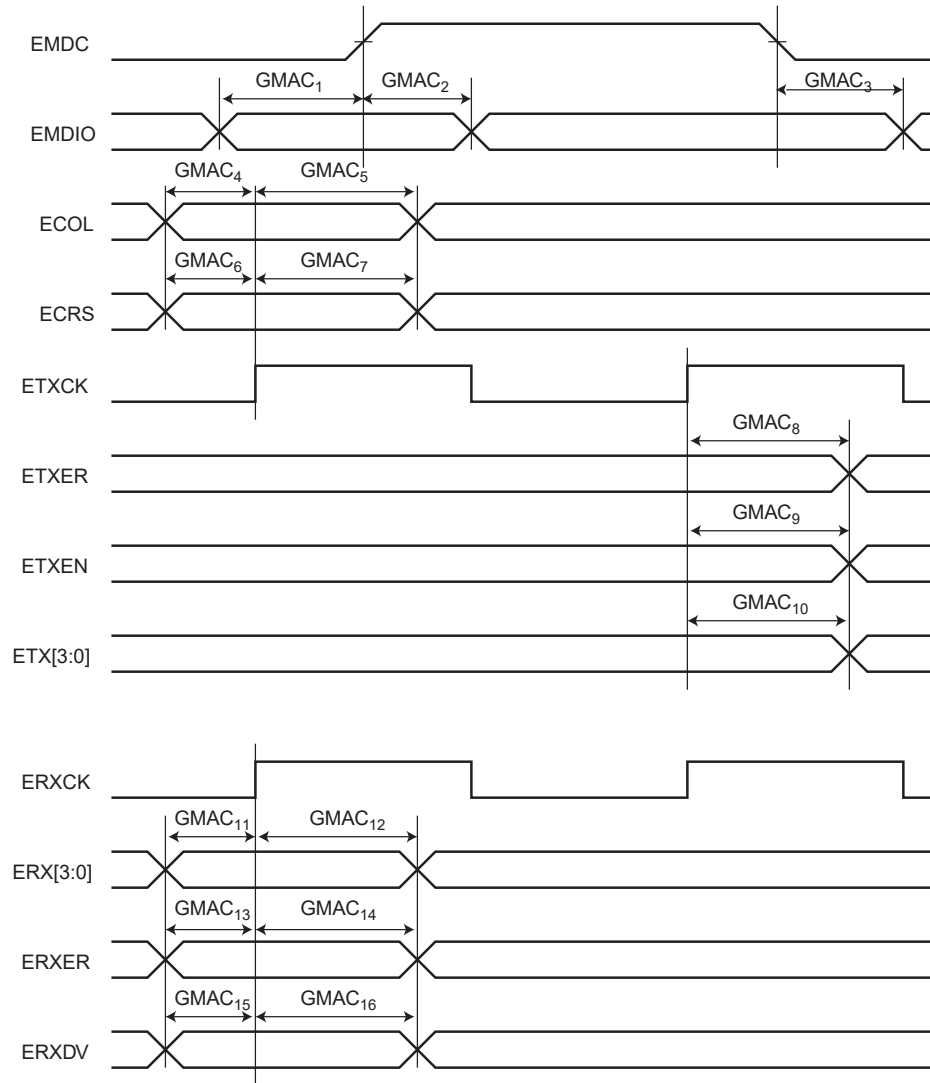 EMDC
GMAC₁ GMAC₂ GMAC₃
EMDIO
GMAC₄ GMAC₅
ECOL
GMAC₆ GMAC₇
ECRS
ETXCK
GMAC₈
ETXER
GMAC₉
ETXEN
GMAC₁₀
ETX[3:0]
ERXCK
GMAC₁₁ GMAC₁₂
ERX[3:0]
GMAC₁₃ GMAC₁₄
ERXER
GMAC₁₅ GMAC₁₆
ERXDV